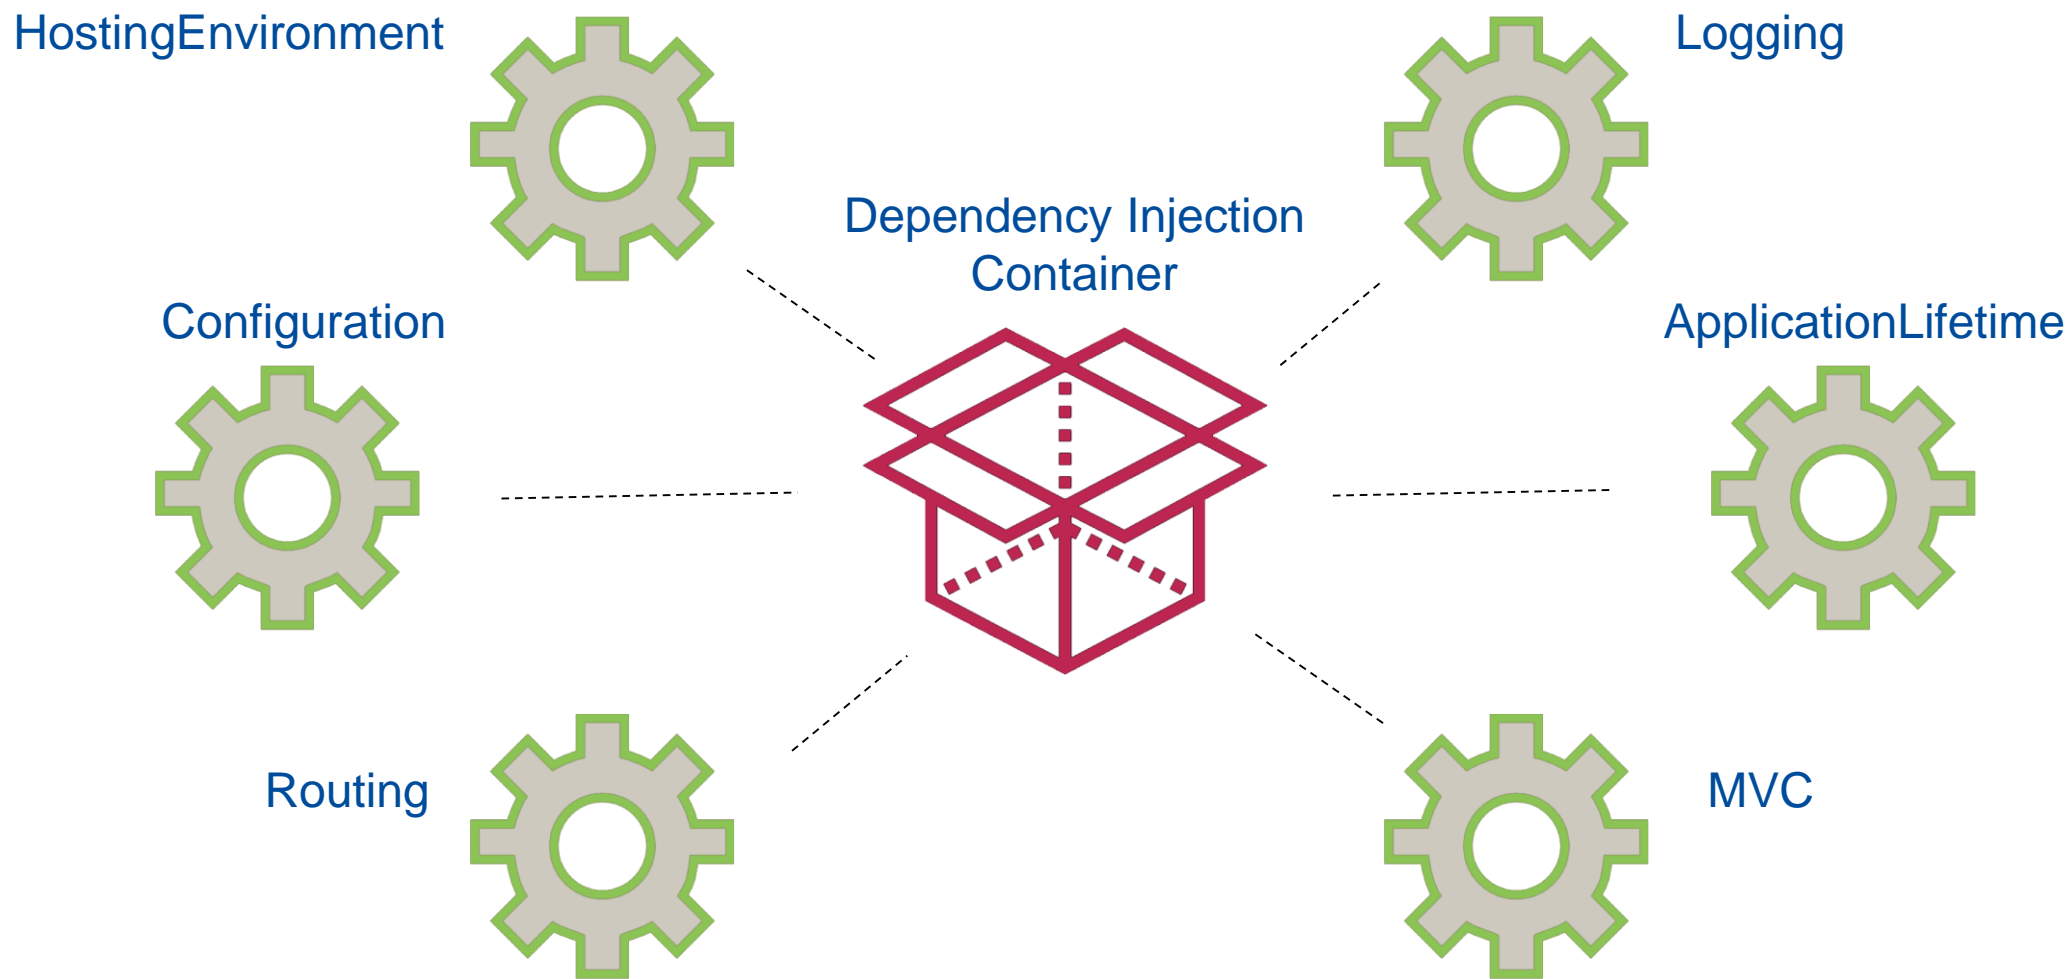 HostingEnvironment
Logging
Dependency Injection
Container
Configuration
ApplicationLifetime
Routing
MVC